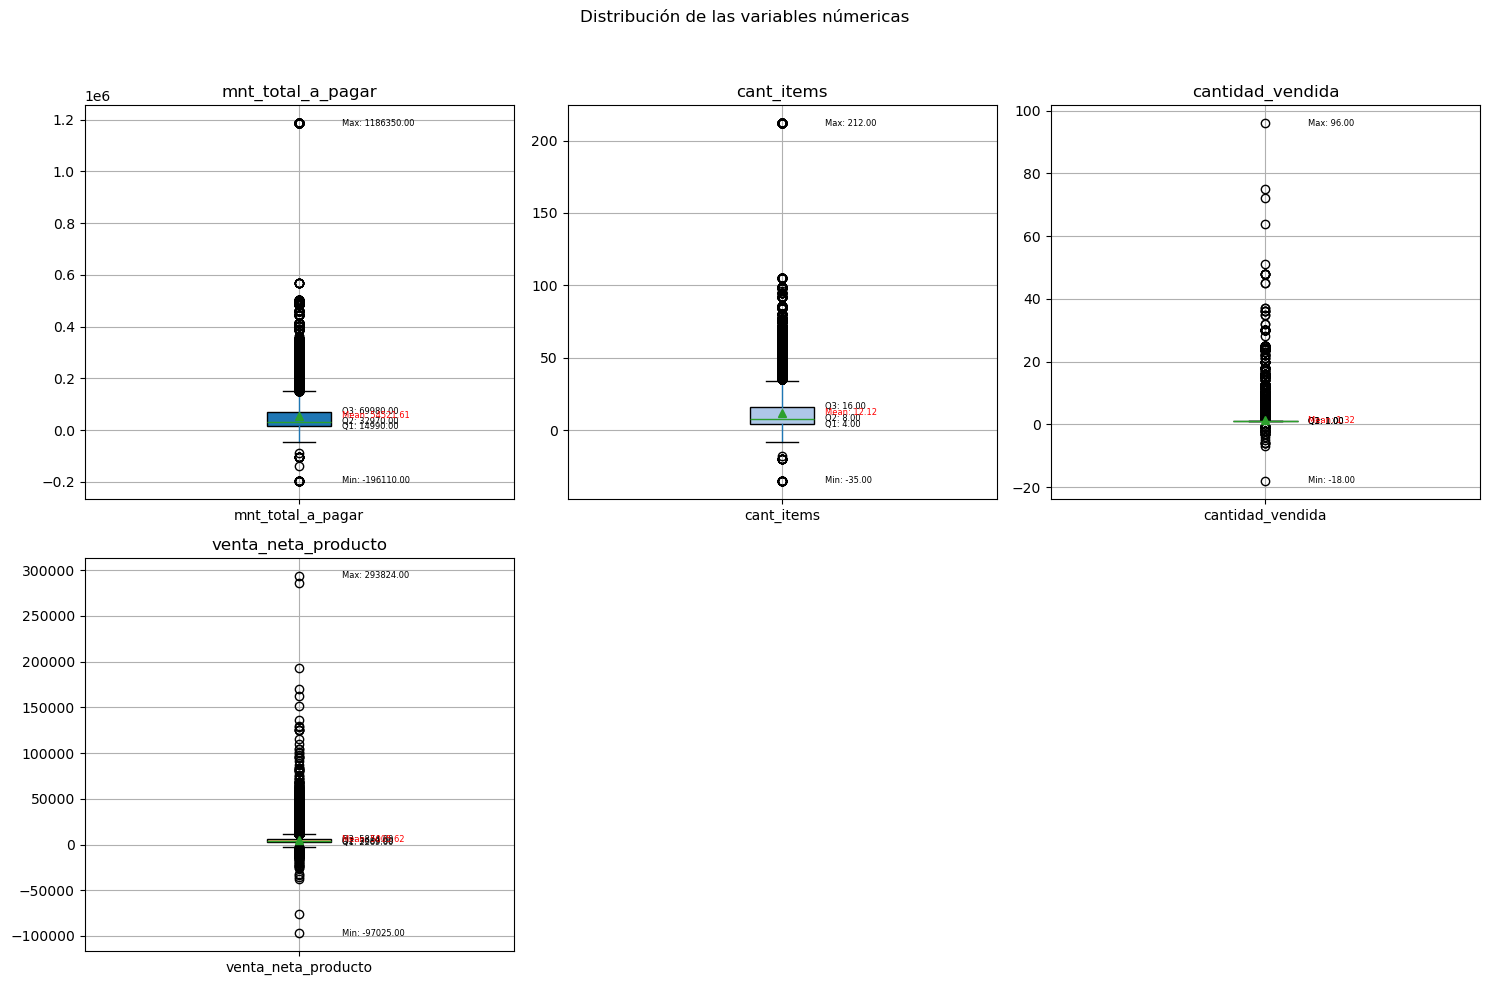 Distribución de las variables númericas
mnt_total_a_pagar
1e6
1.2
1.0
0.8
0.6
0.4
0.2
0.0
−0.2
Max: 1186350.00
Q3: 69980.00
Q2: 32970.00
Q1: 14990.00
Min: -196110.00
mnt_total_a_pagar
cant_items
200
150
100
50
0
Max: 212.00
Q3: 16.00
Mean: 12.12
Q2: 8.00
Q1: 4.00
Min: -35.00
cant_items
cantidad_vendida
100
80
60
40
20
0
−20
Max: 96.00
Min: -18.00
cantidad_vendida
venta_neta_producto
300000
250000
200000
150000
100000
50000
0
−50000
−100000
Max: 293824.00
Min: -97025.00
venta_neta_producto